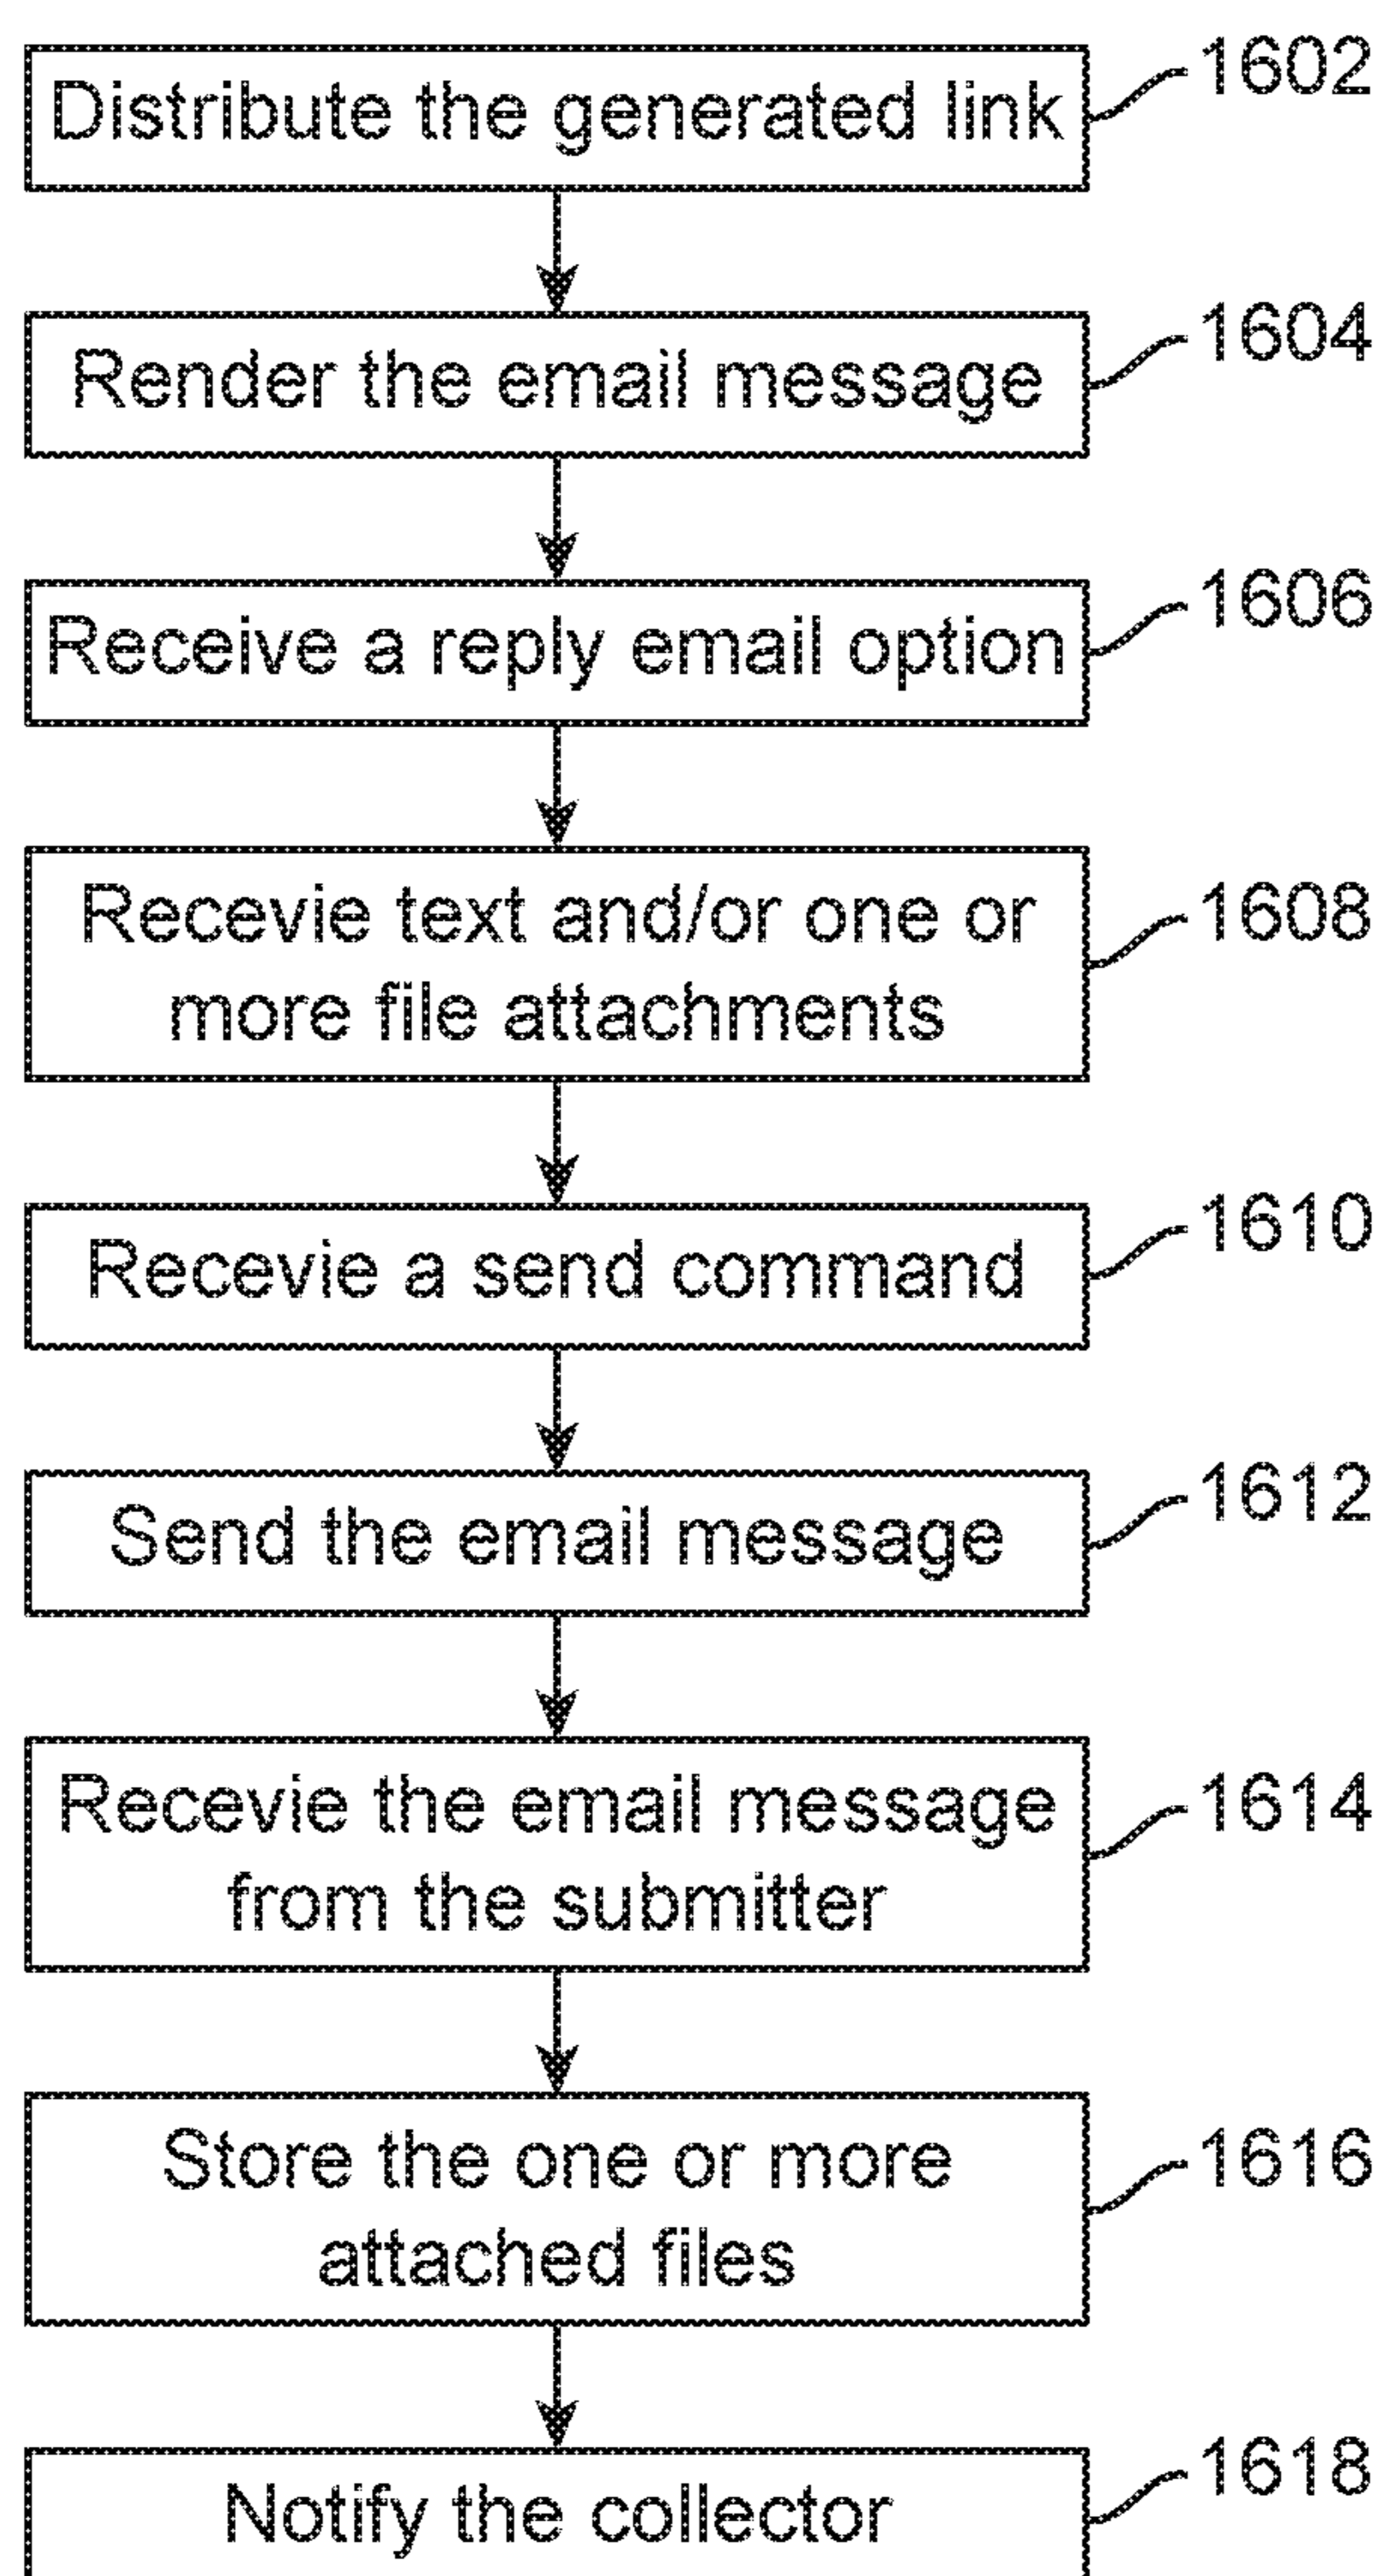 Distribute the generated link
1602
Render the email message
1604
Receive a reply email option
1606
Recevie text and/or one or
more file attachments
1608
Recevie a send command
1610
Send the email message
1612
Recevie the email message
from the submitter
1614
Store the one or more
attached files
1616
Notify the collector
1618